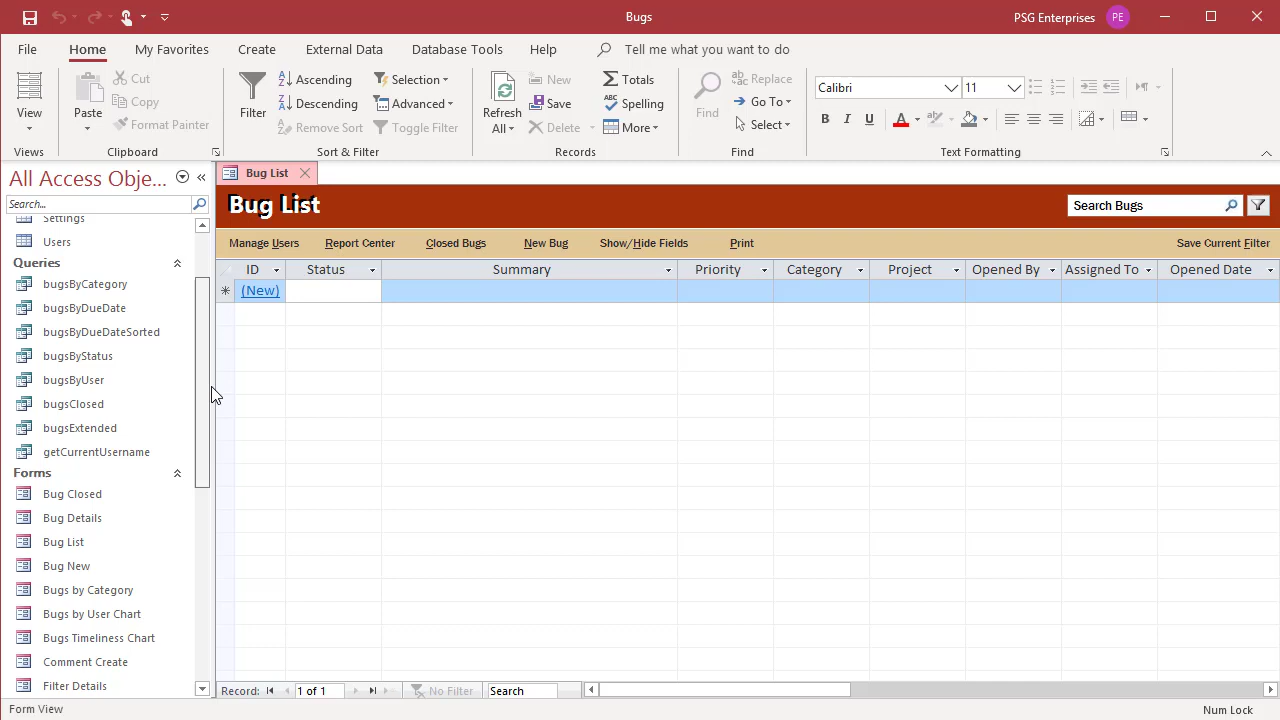 Bugs
PSG Enterprises PE
File Home My Favorites Create External Data Database Tools Help Tell me what you want to do
View
Views
Paste
Cut
Copy
Format Painter
Clipboard
Filter
Ascending
Descending
Remove Sort
Selection
Advanced
Toggle Filter
Sort & Filter
Refresh
All
New
Save
Delete
Totals
Spelling
More
Records
Find
Replace
Go To
Select
Find
Calibri 11
B I U A
Text Formatting
All Access Obje...
Search...
Settings
Users
Queries
bugsByCategory
bugsByDueDate
bugsByDueDateSorted
bugsByStatus
bugsByUser
bugsClosed
bugsExtended
getCurrentUsername
Forms
Bug Closed
Bug Details
Bug List
Bug New
Bugs by Category
Bugs by User Chart
Bugs Timeliness Chart
Comment Create
Filter Details
Bug List
Bug List
Search Bugs
Manage Users Report Center Closed Bugs New Bug Show/Hide Fields Print Save Current Filter
ID Status Summary Priority Category Project Opened By Assigned To Opened Date
(New)
Record: 1 of 1 No Filter Search
Form View
Num Lock